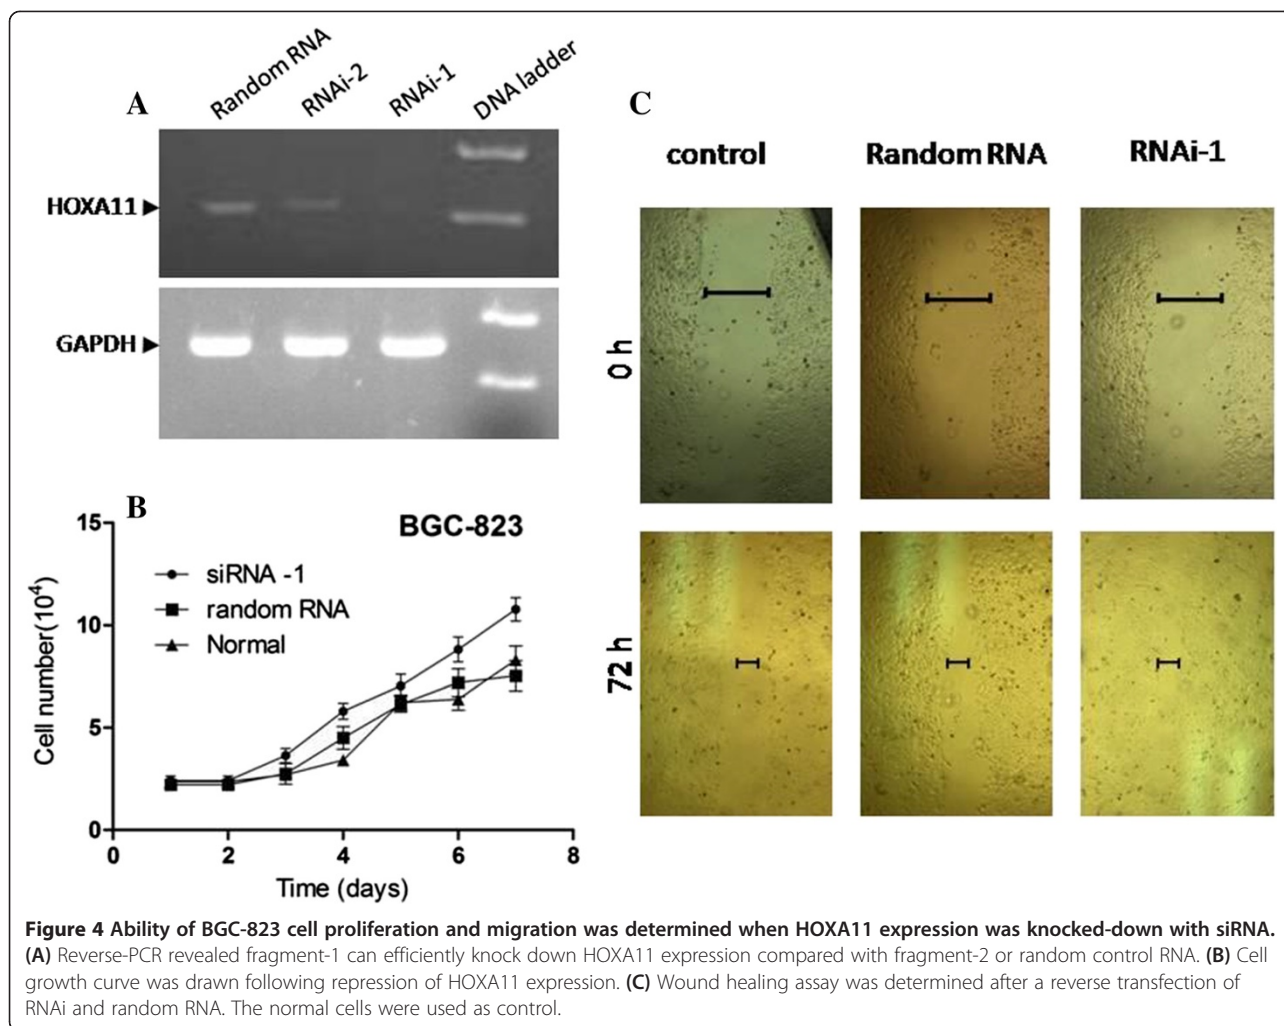 A
Random RNA
RNAi-2
RNAi-1
DNA ladder
HOXA11
GAPDH
B
BGC-823
siRNA -1
random RNA
Normal
Cell number(10⁴)
15
10
5
0
0 2 4 6 8
Time (days)
C
control Random RNA RNAi-1
0 h
72 h
Figure 4 Ability of BGC-823 cell proliferation and migration was determined when HOXA11 expression was knocked-down with siRNA.
(A) Reverse-PCR revealed fragment-1 can efficiently knock down HOXA11 expression compared with fragment-2 or random control RNA. (B) Cell
growth curve was drawn following repression of HOXA11 expression. (C) Wound healing assay was determined after a reverse transfection of
RNAi and random RNA. The normal cells were used as control.